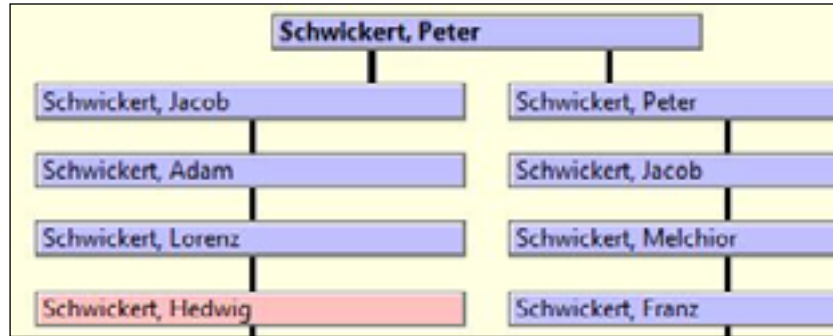 Schwickert, Peter
Schwickert, Jacob
Schwickert, Peter
Schwickert, Adam
Schwickert, Jacob
Schwickert, Lorenz
Schwickert, Melchior
Schwickert, Hedwig
Schwickert, Franz